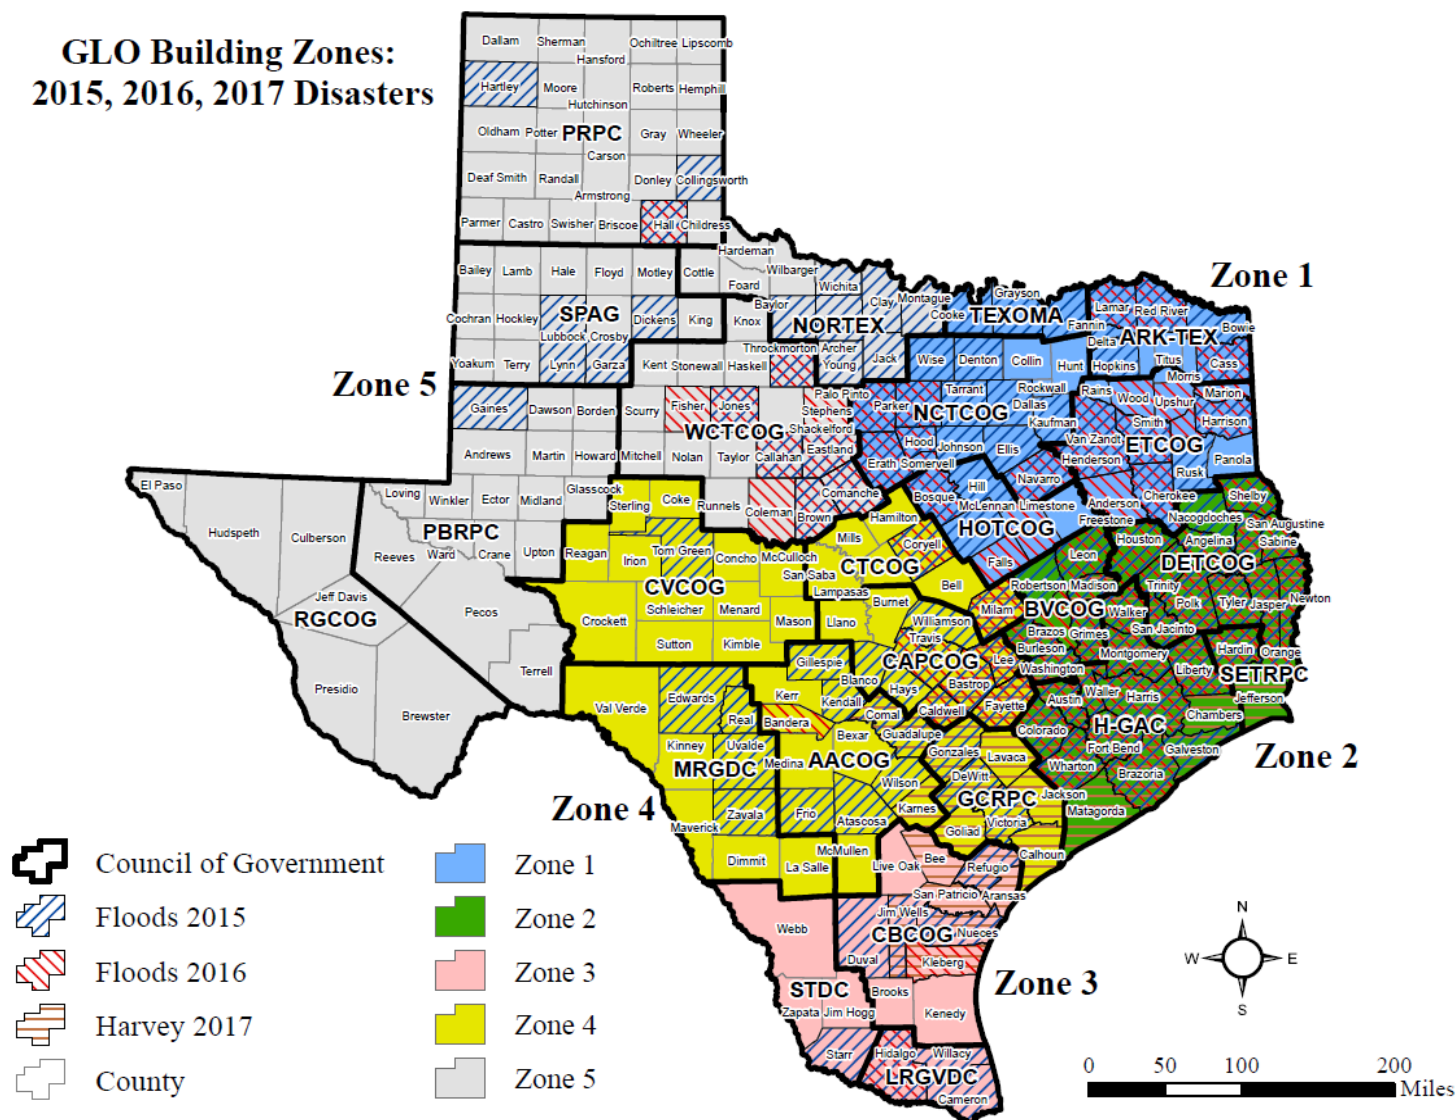 GLO Building Zones:
2015, 2016, 2017 Disasters
Dallam Sherman Ochiltree Lipscomb
Hansford
Hartley Moore Roberts Hemphill
Hutchinson
Oldham Potter PRPC Gray Wheeler
Carson
Deaf Smith Randall Donley Collingsworth
Armstrong
Parmer Castro Swisher Briscoe Hall Childress
Hardeman
Bailey Lamb Hale Floyd Motley Cottle Wilbarger
Foard Wichita
Zone 1
Baylor Clay Montague Cooke Grayson Lamar Red River
Cochran Hockley SPAG Dickens King Knox NORTEX TEXOMA Fannin Bowie
Lubbock Crosby Delta ARK-TEX
Throckmorton Archer
Yoakum Terry Lynn Garza Kent Stonewall Haskell Young Jack Wise Denton Collin Hunt Hopkins Titus Cass
Zone 5
Morris
Gaines Dawson Borden Scurry Fisher Jones Palo Pinto Parker Tarrant Rockwall Rains Wood Upshur Marion
Stephens NCTCOG Dallas Smith Harrison
WCTCOG Shackelford Kaufman Van Zandt ETCOG
Andrews Martin Howard Mitchell Nolan Taylor Callahan Eastland Hood Johnson Ellis Henderson Panola
Erath Somervell Rusk
El Paso Loving Winkler Ector Midland Glasscock Sterling Coke Runnels Coleman Brown Comanche Bosque Hill Navarro Anderson Cherokee Shelby
McLennan Limestone Freestone Nacogdoches
Hudspeth Culberson PBRPC Hamilton HOTCOG San Augustine
Reeves Ward Crane Upton Reagan Irion Tom Green Concho McCulloch Mills Coryell Falls Leon Houston Angelina Sabine
San Saba CTCOG DETCOG
CVCOG Lampasas Bell Robertson Madison Trinity
Jeff Davis Pecos Schleicher Menard Burnet Milam BVCOG Walker Polk Tyler Jasper Newton
RGCOG Crockett Mason Llano Williamson Brazos Grimes San Jacinto
Sutton Kimble Travis Burleson Montgomery Hardin Orange
Terrell Gillespie CAPCOG Lee Washington Liberty SETRPC
Presidio Blanco Bastrop
Brewster Val Verde Edwards Kerr Kendall Hays Caldwell Fayette Austin Waller Harris Jefferson
Real Bandera Comal Colorado H-GAC Chambers
Kinney Uvalde Bexar Guadalupe Gonzales Lavaca Fort Bend Galveston
Zone 2
MRGDC Medina AACOG Wilson DeWitt Wharton Brazoria
Zone 4
Zavala Frio Karnes GCRPC Jackson Matagorda
Maverick Atascosa Goliad Victoria
Dimmit La Salle McMullen Live Oak Bee Refugio Calhoun
San Patricio Aransas
Webb Jim Wells
CBCOG Nueces
Duval Kleberg
Zone 3
STDC Brooks Kenedy
Zapata Jim Hogg
Starr Hidalgo Willacy
LRGVDC
Cameron
Council of Government
Floods 2015
Floods 2016
Harvey 2017
County
Zone 1
Zone 2
Zone 3
Zone 4
Zone 5
N
W E
S
0 50 100 200
Miles